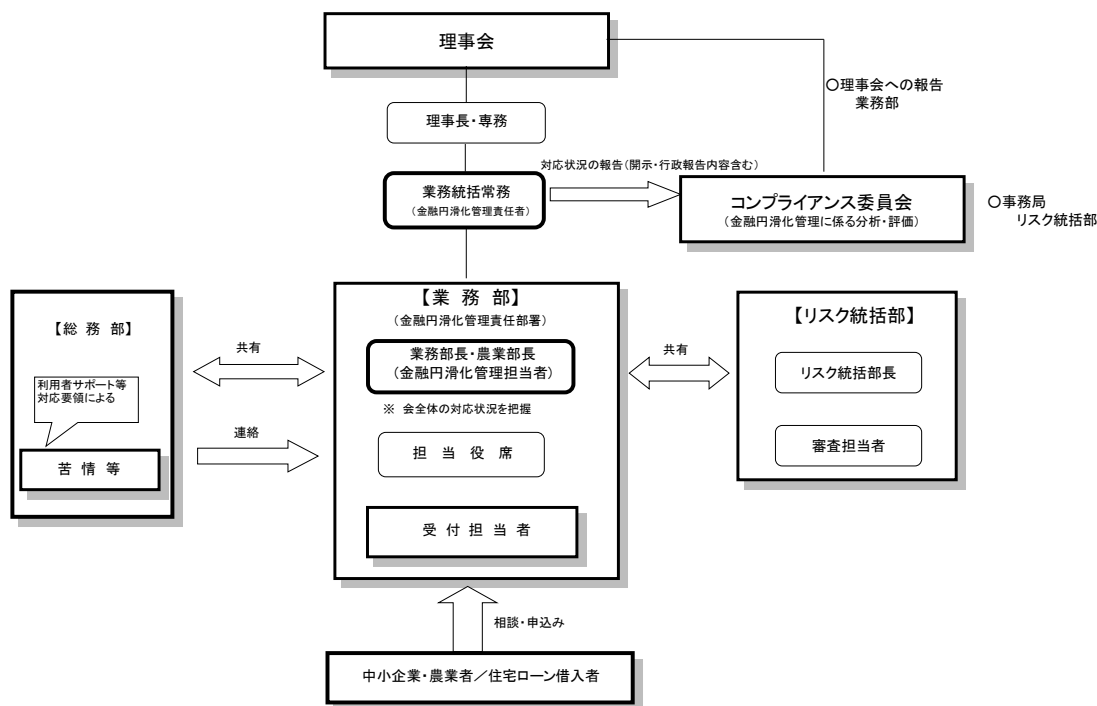 理事会
〇理事会への報告
業務部
理事長・専務
対応状況の報告(開示・行政報告内容含む)
業務統括常務
(金融円滑化管理責任者)
コンプライアンス委員会
(金融円滑化管理に係る分析・評価)
〇事務局
リスク統括部
【総 務 部】
共有
利用者サポート等
対応要領による
連絡
苦 情 等
【業 務 部】
(金融円滑化管理責任部署)
業務部長・農業部長
(金融円滑化管理担当者)
※ 会全体の対応状況を把握
担 当 役 席
受 付 担 当 者
共有
【リスク統括部】
リスク統括部長
審査担当者
相談・申込み
中小企業・農業者／住宅ローン借入者